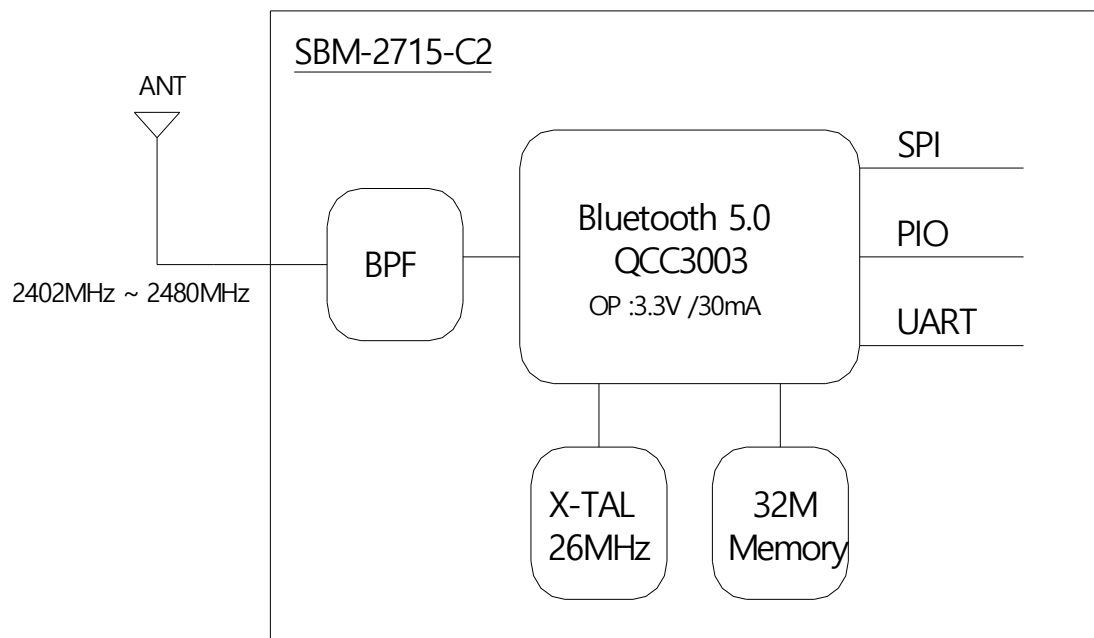 SBM-2715-C2
ANT
SPI
Bluetooth 5.0
QCC3003
OP :3.3V /30mA
BPF
PIO
2402MHz ~ 2480MHz
UART
X-TAL
26MHz
32M
Memory